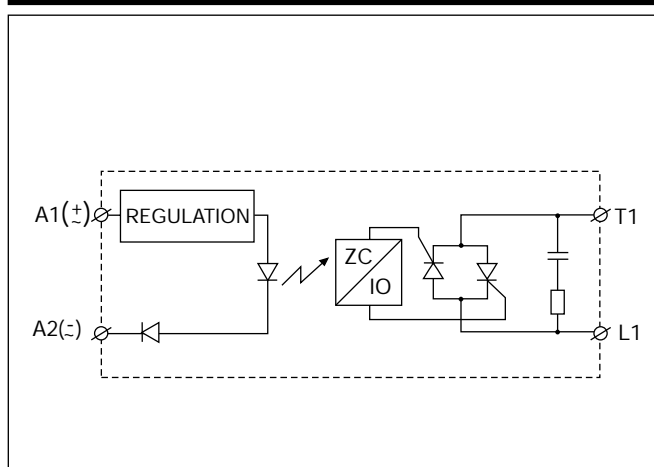 A1(±~)
REGULATION
T1
ZC
IO
A2(-~)
L1